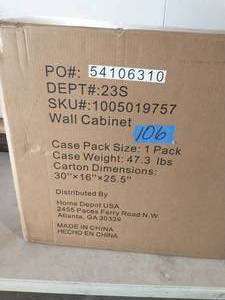 PO#: 54106310
DEPT#:23S
SKU#:1005019757
Wall Cabinet
106
Case Pack Size: 1 Pack
Case Weight: 47.3 lbs
Carton Dimensions:
30"×16"×25.5"
Distributed By
Home Depot USA
2455 Paces Ferry Road N.W
Atlanta, GA 30339
MADE IN CHINA
HECHO EN CHINA